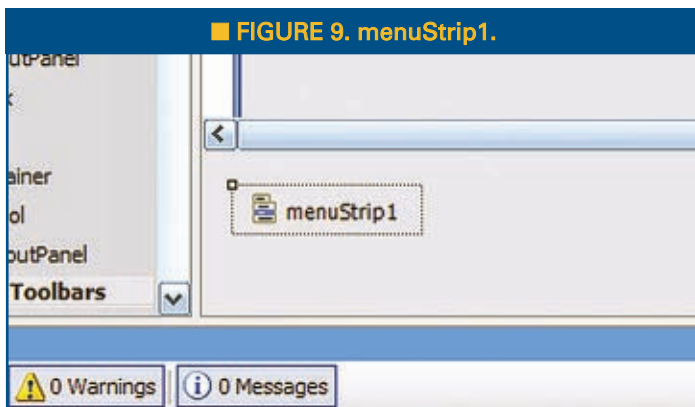 ■ FIGURE 9. menuStrip1.
utPanel
ainer
ol
outPanel
Toolbars
menuStrip1
0 Warnings
0 Messages